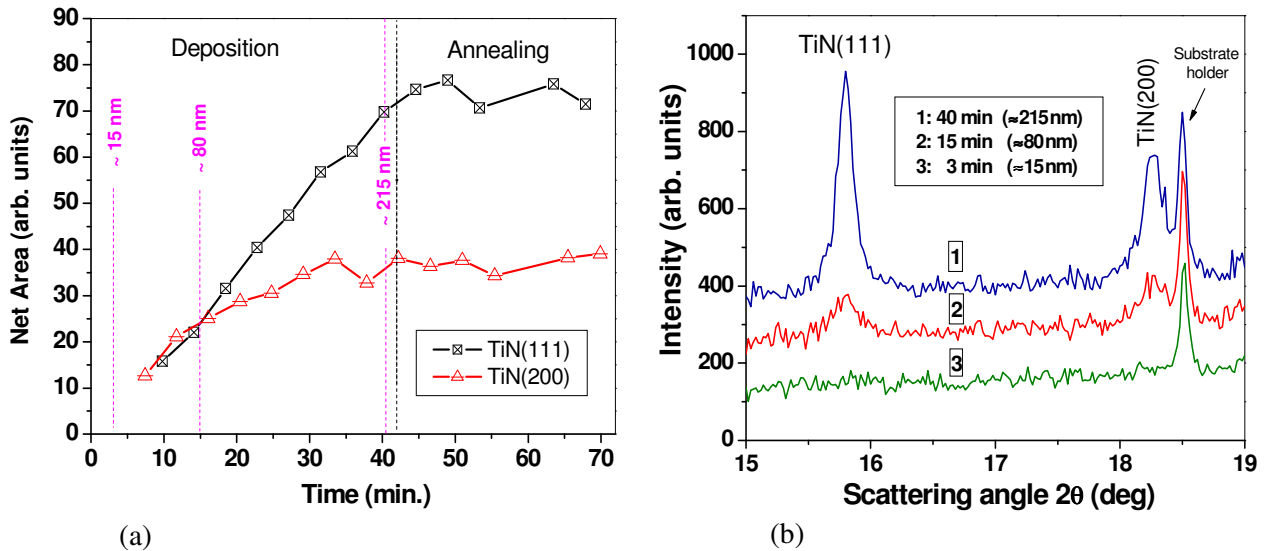 Deposition
Annealing
~ 15 nm
~ 80 nm
~ 215 nm
TiN(111)
TiN(200)
Net Area (arb. units)
90
80
70
60
50
40
30
20
10
0
0 10 20 30 40 50 60 70
Time (min.)
(a)
TiN(111)
TiN(200)
Substrate
holder
1: 40 min (≈215nm)
2: 15 min (≈80nm)
3: 3 min (≈15nm)
1
2
3
Intensity (arb. units)
1000
800
600
400
200
0
15 16 17 18 19
Scattering angle 2θ (deg)
(b)